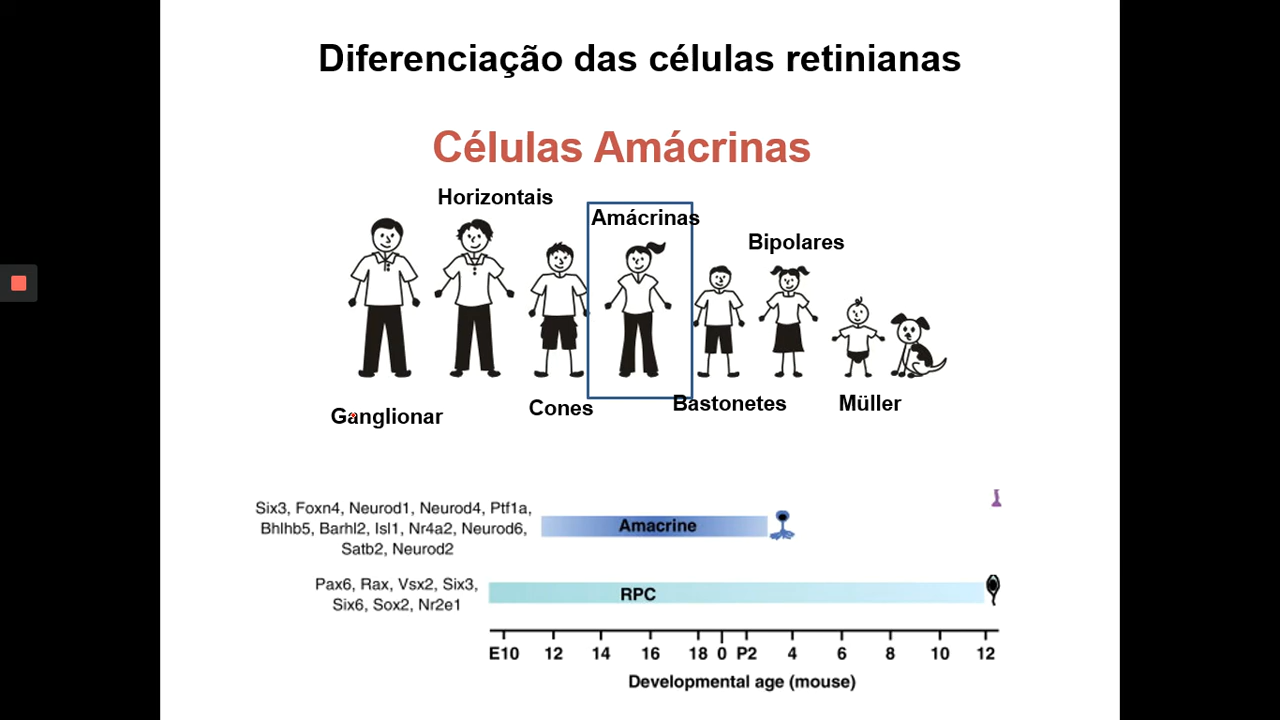 Diferenciação das células retinianas
Células Amácrinas
Horizontais
Amácrinas
Bipolares
Ganglionar
Cones
Bastonetes
Müller
Six3, Foxn4, Neurod1, Neurod4, Ptf1a,
Bhlhb5, Barhl2, Isl1, Nr4a2, Neurod6,
Satb2, Neurod2
Amacrine
Pax6, Rax, Vsx2, Six3,
Six6, Sox2, Nr2e1
RPC
E10 12 14 16 18 0 P2 4 6 8 10 12
Developmental age (mouse)